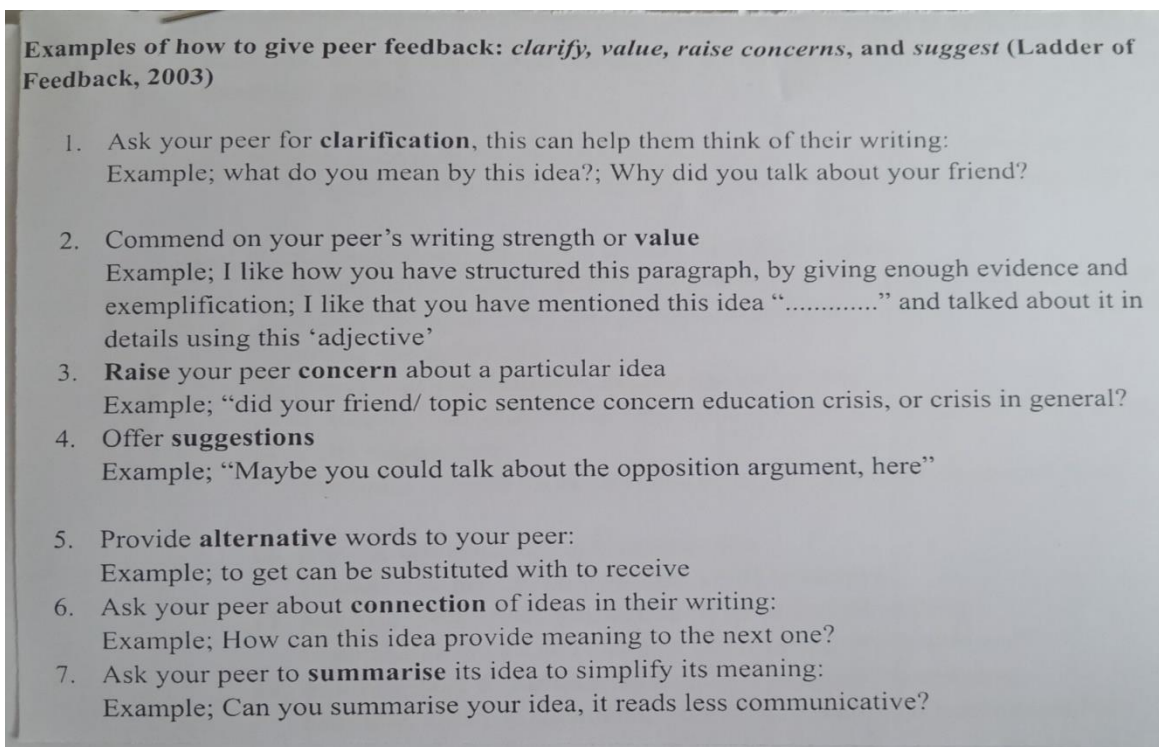 Examples of how to give peer feedback: clarify, value, raise concerns, and suggest (Ladder of
Feedback, 2003)
1. Ask your peer for clarification, this can help them think of their writing:
Example; what do you mean by this idea?; Why did you talk about your friend?
2. Commend on your peer’s writing strength or value
Example; I like how you have structured this paragraph, by giving enough evidence and
exemplification; I like that you have mentioned this idea “.............” and talked about it in
details using this ‘adjective’
3. Raise your peer concern about a particular idea
Example; “did your friend/ topic sentence concern education crisis, or crisis in general?
4. Offer suggestions
Example; “Maybe you could talk about the opposition argument, here”
5. Provide alternative words to your peer:
Example; to get can be substituted with to receive
6. Ask your peer about connection of ideas in their writing:
Example; How can this idea provide meaning to the next one?
7. Ask your peer to summarise its idea to simplify its meaning:
Example; Can you summarise your idea, it reads less communicative?